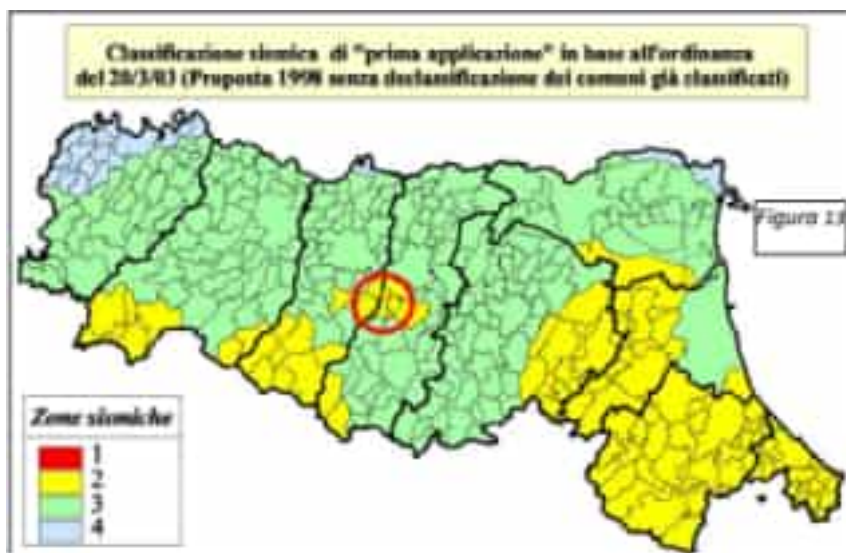 Classificazione sismica di "prima applicazione" in base all'ordinanza
del 20/3/03 (Proposta 1998 senza declassificazione dei comuni già classificati)
Figura 13
Zone sismiche
1
2
3
4